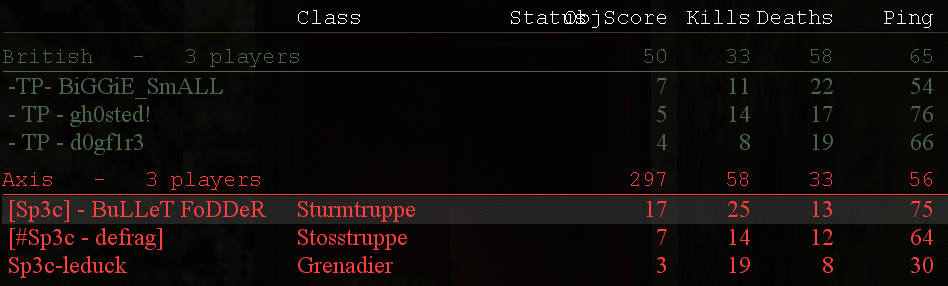 Class Status ObjScore Kills Deaths Ping
British - 3 players 50 33 58 65
-TP- BiGGiE_SmALL 7 11 22 54
- TP - gh0sted! 5 14 17 76
- TP - d0gf1r3 4 8 19 66
Axis - 3 players 297 58 33 56
[Sp3c] - BuLLeT FoDDeR Sturmtruppe 17 25 13 75
[#Sp3c - defrag] Stosstruppe 7 14 12 64
Sp3c-leduck Grenadier 3 19 8 30